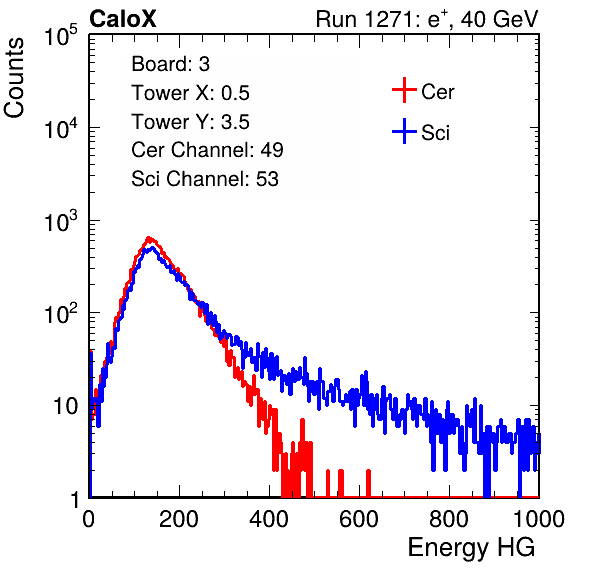 CaloX Run 1271: e⁺, 40 GeV
Counts
10⁵
10⁴
10³
10²
10
1
Board: 3
Tower X: 0.5
Tower Y: 3.5
Cer Channel: 49
Sci Channel: 53
Cer
Sci
0 200 400 600 800 1000
Energy HG